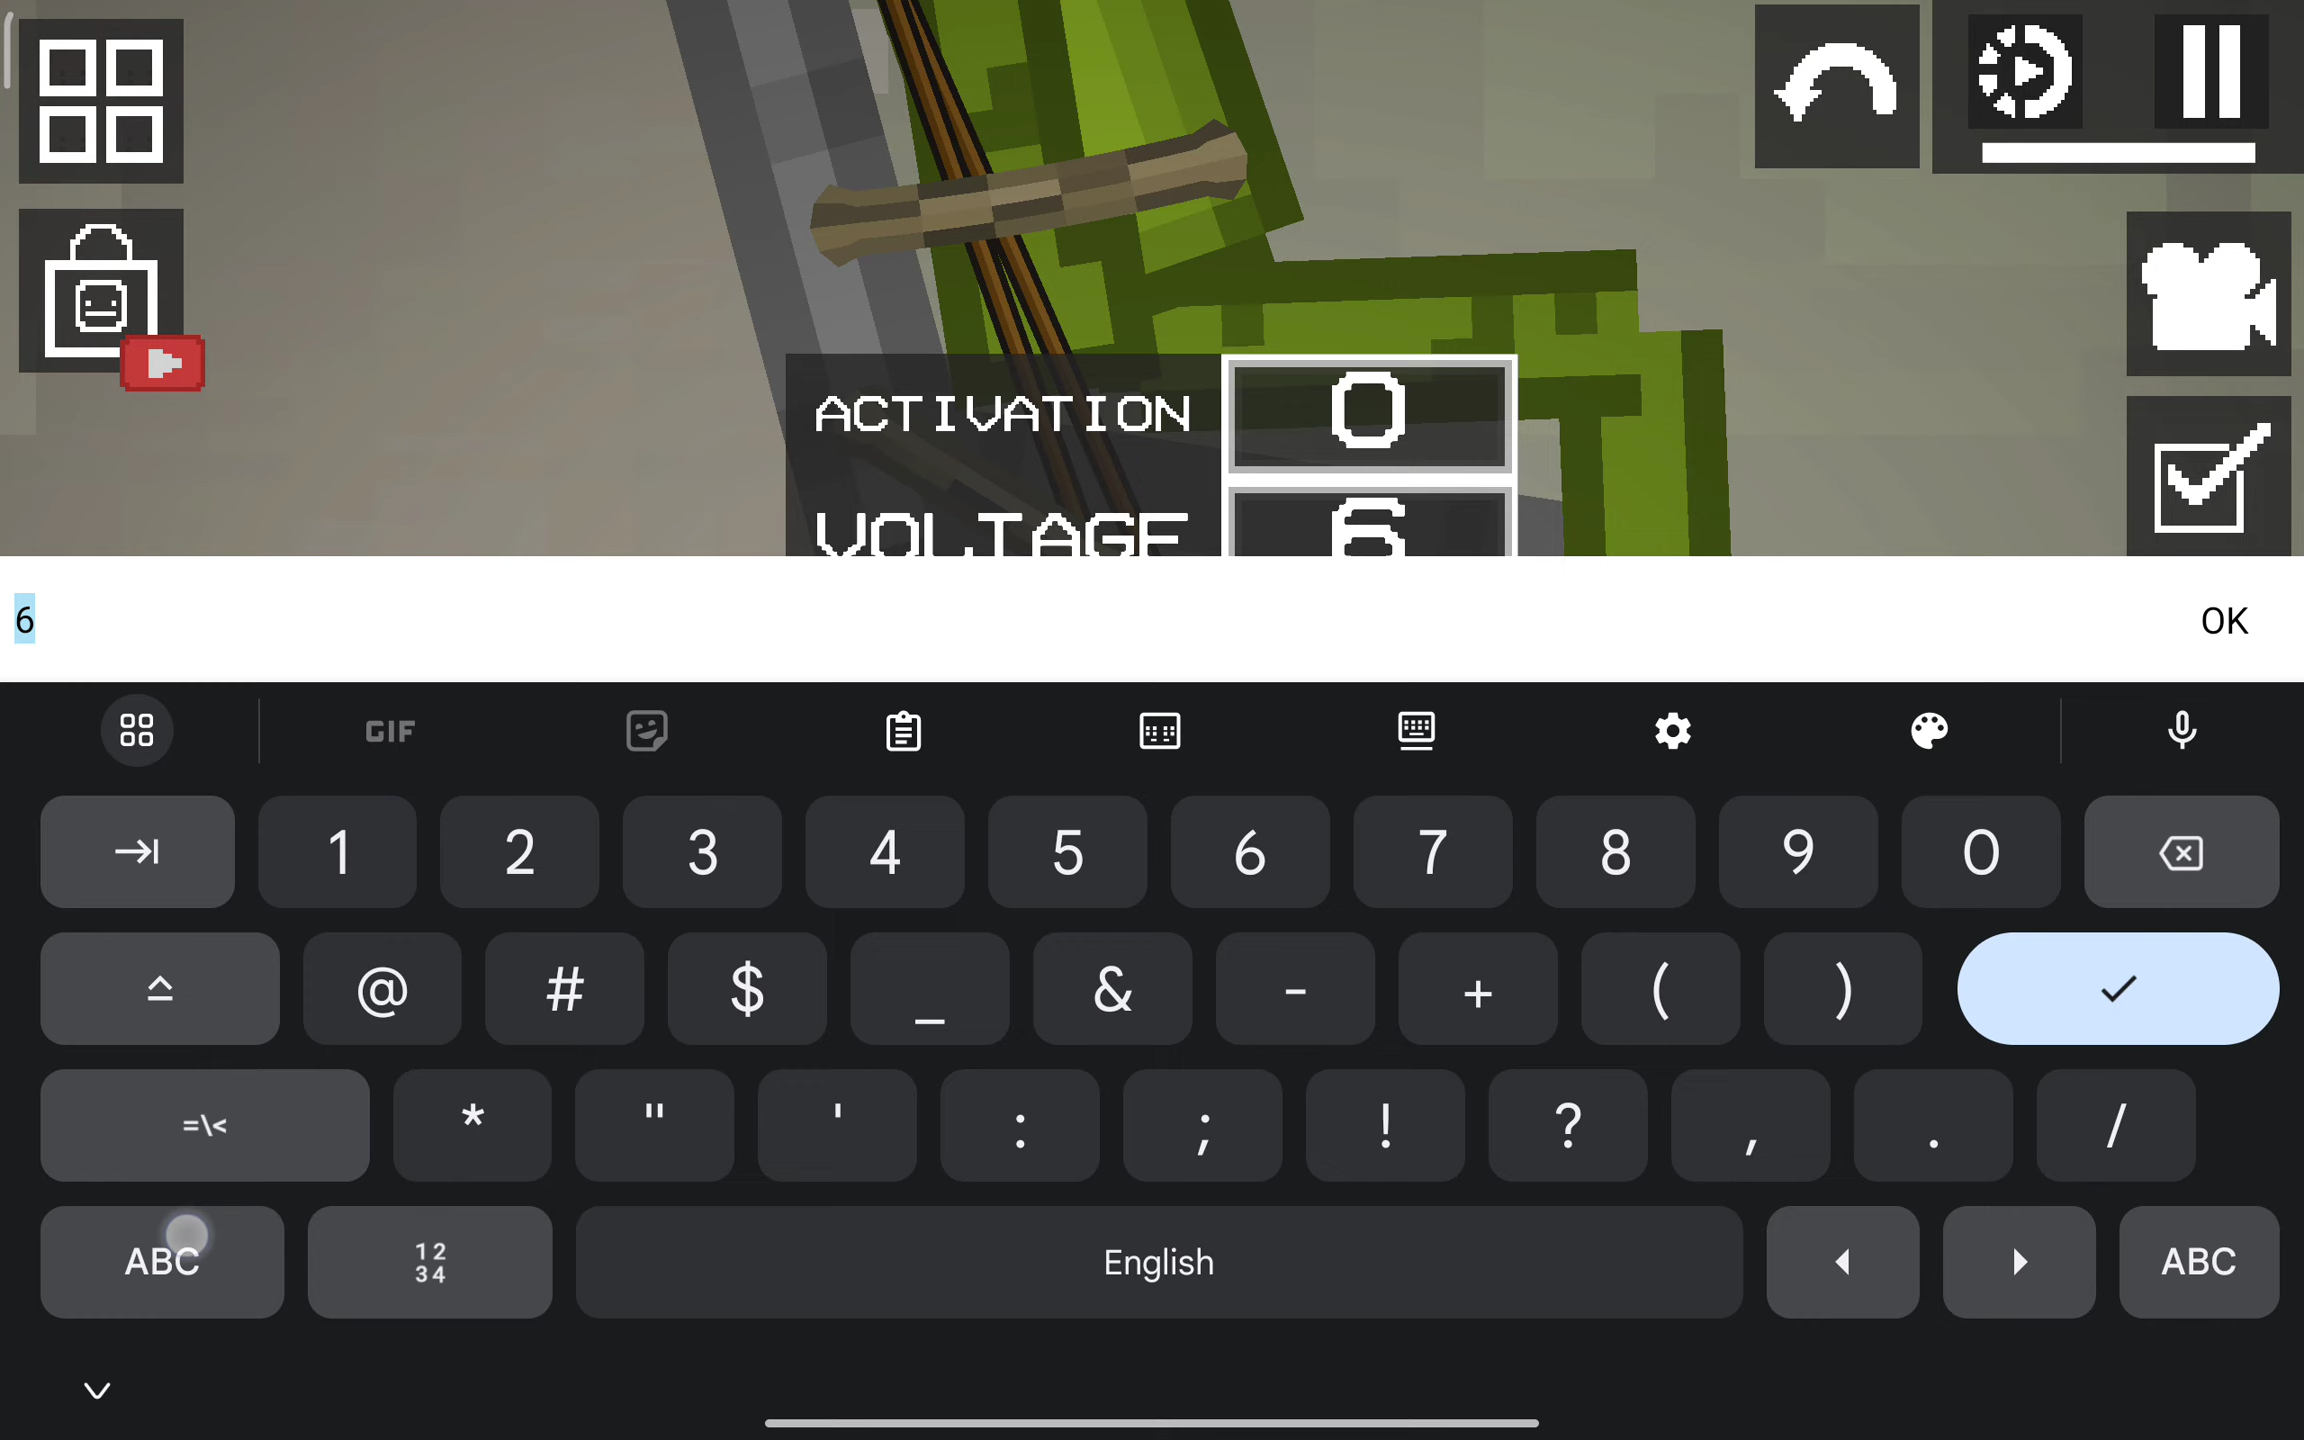 ACTIVATION 0
VOLTAGE 6
6 OK
GIF
1 2 3 4 5 6 7 8 9 0
@ # $ _ & - + ( )
=\< * " ' : ; ! ? , . /
ABC 12 English ABC
34